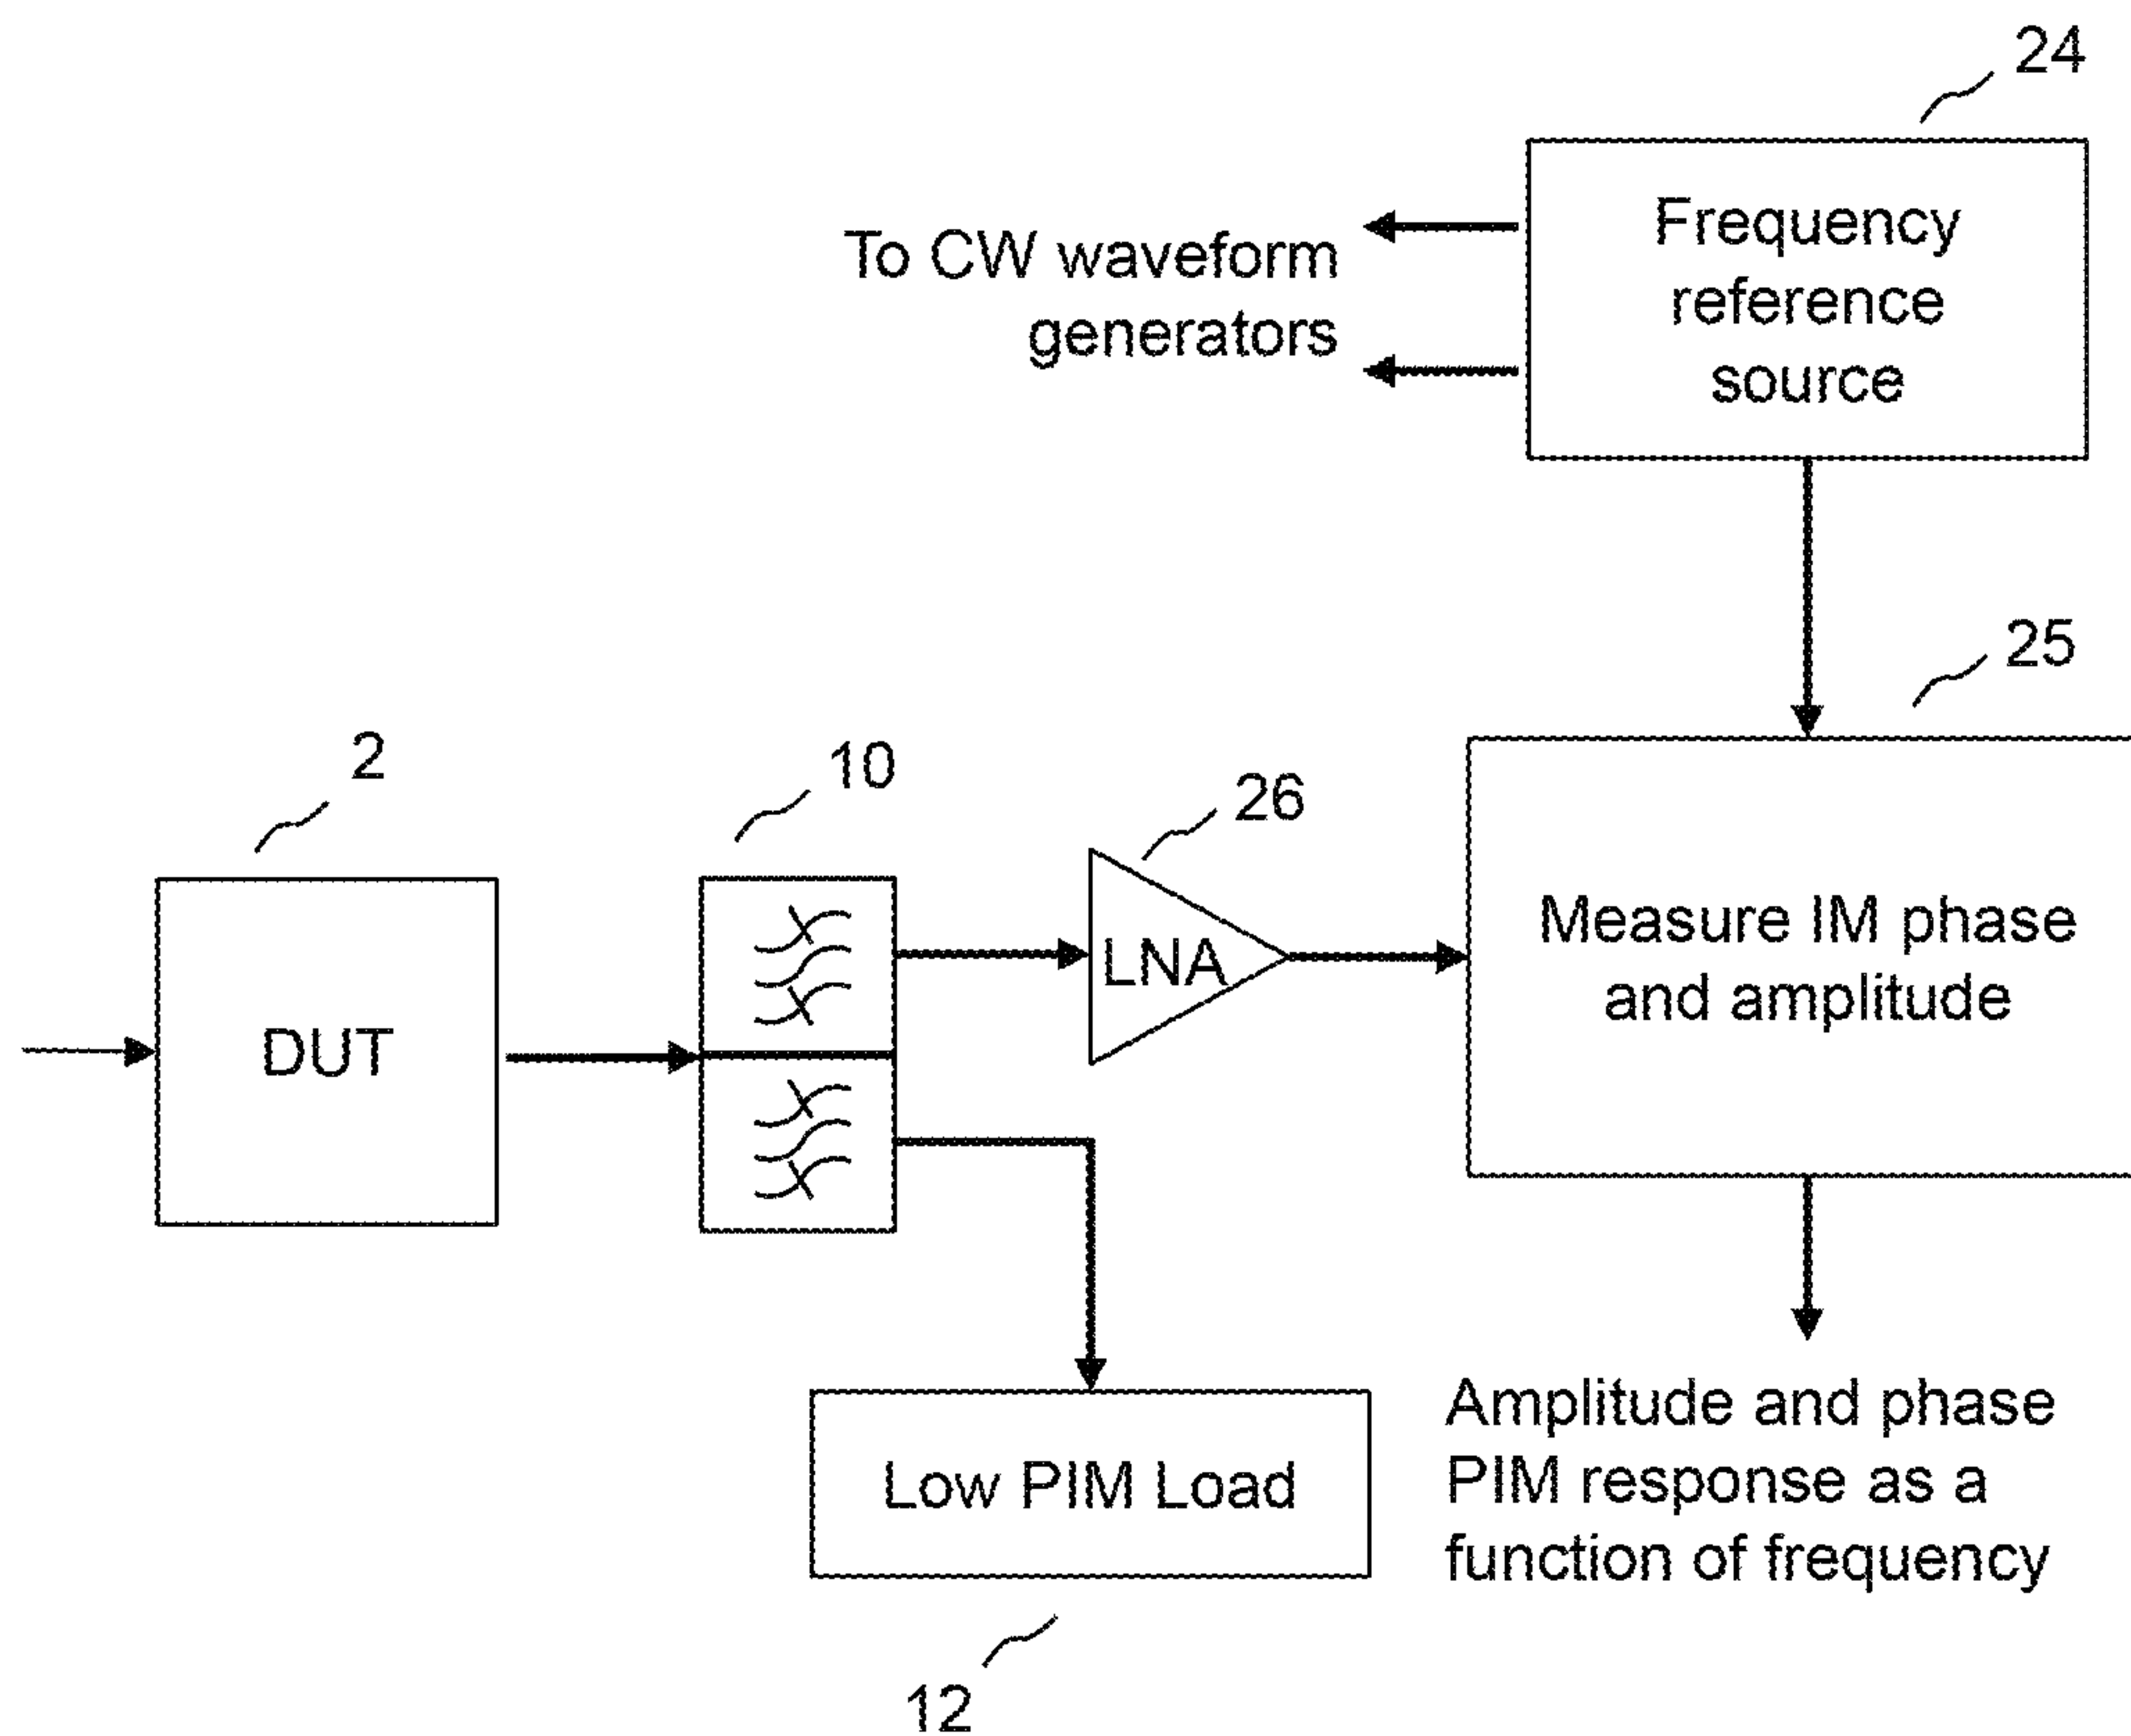 24
Frequency
reference
source
To CW waveform
generators
25
2
10
26
Measure IM phase
and amplitude
LNA
DUT
Low PIM Load
Amplitude and phase
PIM response as a
function of frequency
12